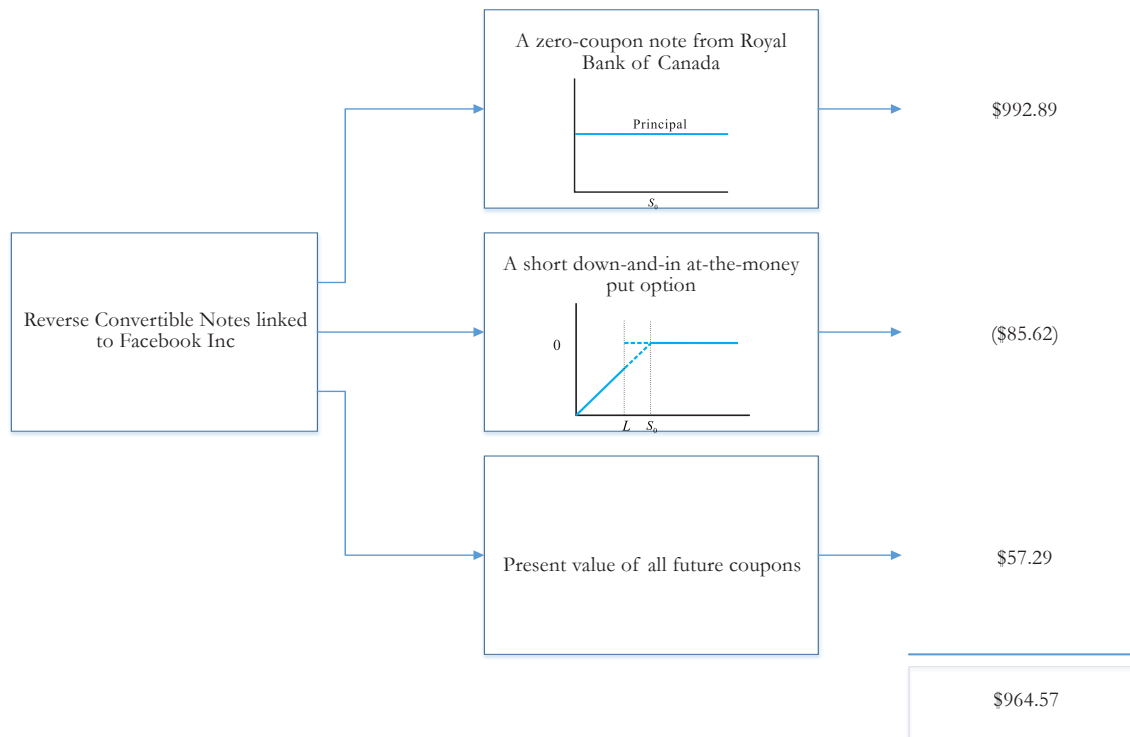 A zero-coupon note from Royal
Bank of Canada
Principal
S₀
$992.89
Reverse Convertible Notes linked
to Facebook Inc
A short down-and-in at-the-money
put option
0
L S₀
($85.62)
Present value of all future coupons
$57.29
$964.57